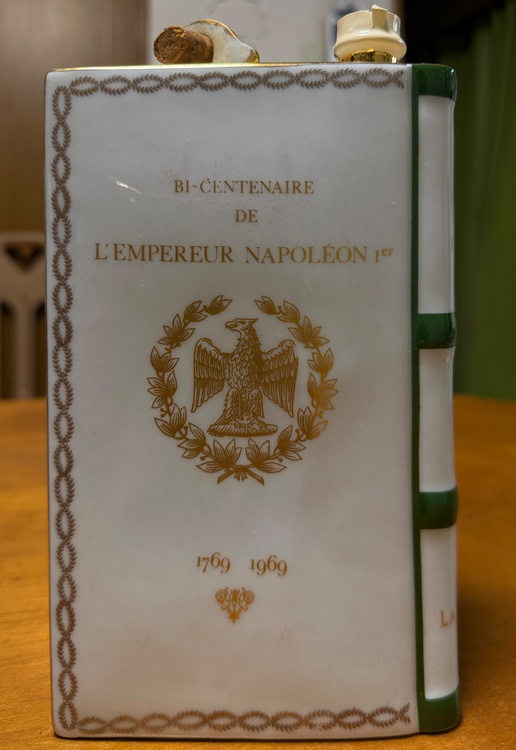 BI-CENTENAIRE
DE
L'EMPEREUR NAPOLÉON Ier
1769 1969